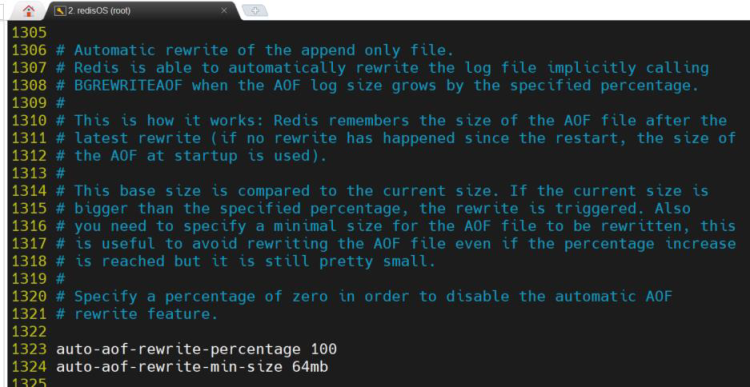 2. redisOS (root)
1305
1306 # Automatic rewrite of the append only file.
1307 # Redis is able to automatically rewrite the log file implicitly calling
1308 # BGREWRITEAOF when the AOF log size grows by the specified percentage.
1309 #
1310 # This is how it works: Redis remembers the size of the AOF file after the
1311 # latest rewrite (if no rewrite has happened since the restart, the size of
1312 # the AOF at startup is used).
1313 #
1314 # This base size is compared to the current size. If the current size is
1315 # bigger than the specified percentage, the rewrite is triggered. Also
1316 # you need to specify a minimal size for the AOF file to be rewritten, this
1317 # is useful to avoid rewriting the AOF file even if the percentage increase
1318 # is reached but it is still pretty small.
1319 #
1320 # Specify a percentage of zero in order to disable the automatic AOF
1321 # rewrite feature.
1322
1323 auto-aof-rewrite-percentage 100
1324 auto-aof-rewrite-min-size 64mb
1325